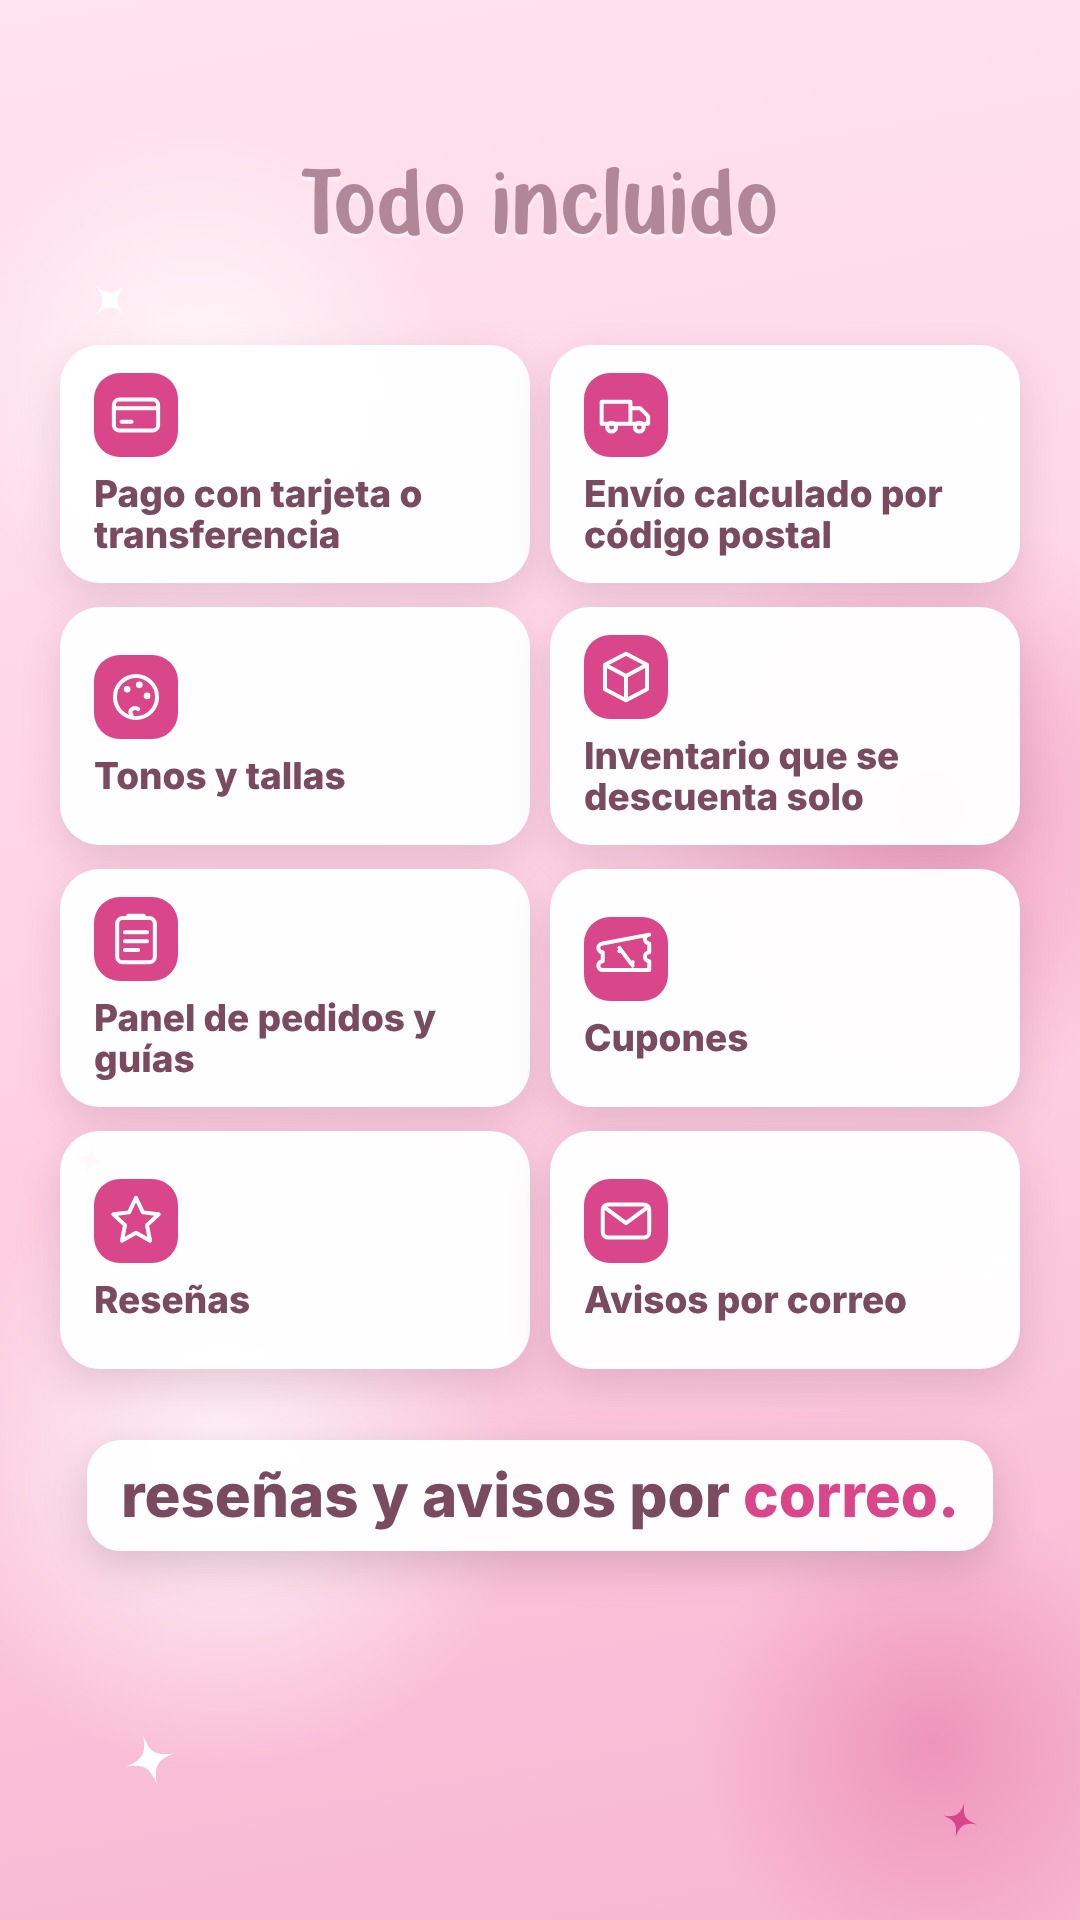 Todo incluido
Pago con tarjeta o
transferencia
Envío calculado por
código postal
Tonos y tallas
Inventario que se
descuenta solo
Panel de pedidos y
guías
Cupones
Reseñas
Avisos por correo
reseñas y avisos por correo.